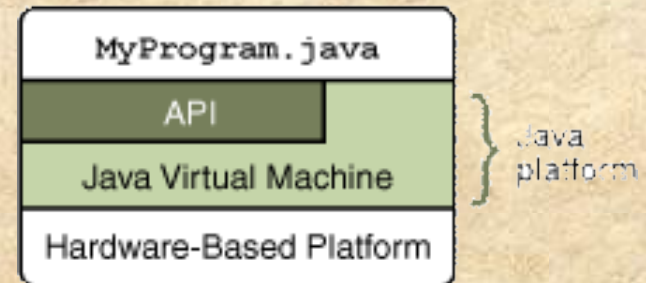 MyProgram.java
API
Java Virtual Machine
Hardware-Based Platform
Java
platform